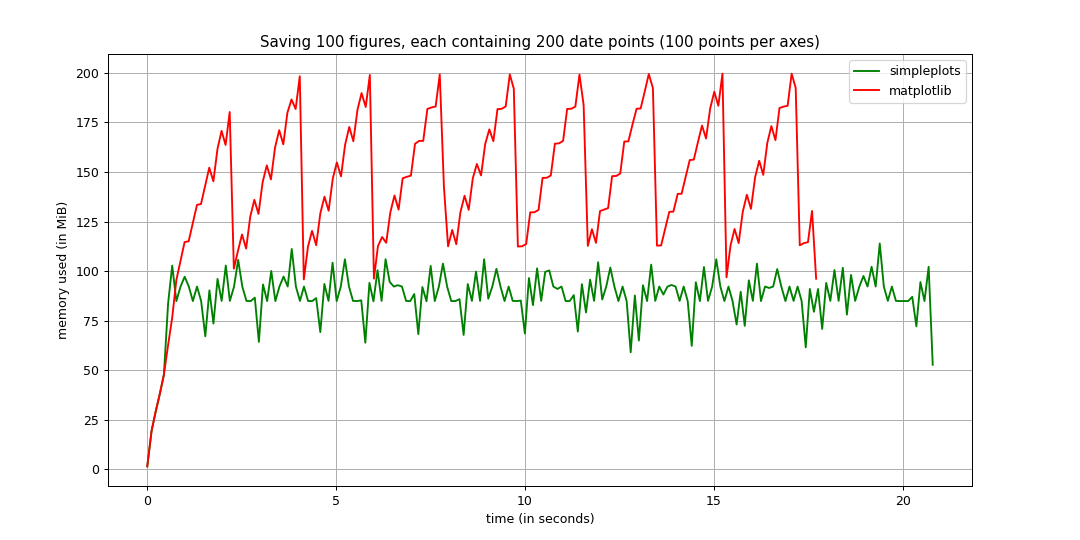 Saving 100 figures, each containing 200 date points (100 points per axes)
simpleplots
matplotlib
memory used (in MiB)
200
175
150
125
100
75
50
25
0
0 5 10 15 20
time (in seconds)